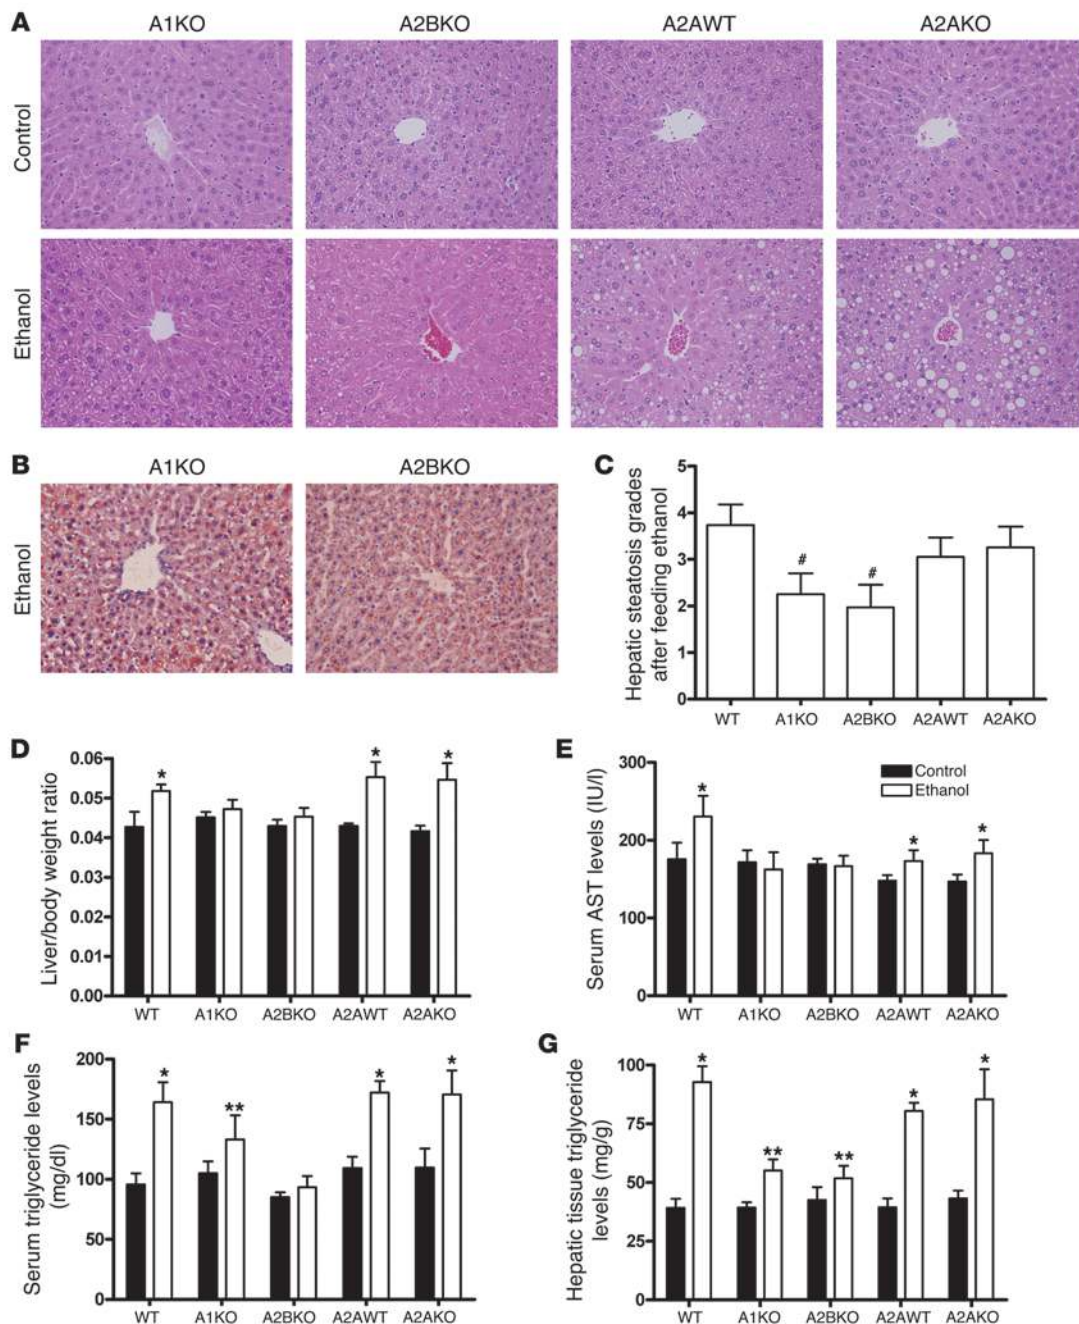 A
A1KO A2BKO A2AWT A2AKO
Control
Ethanol
B
A1KO A2BKO
Ethanol
C
Hepatic steatosis grades
after feeding ethanol
5
4
3
2
1
0
# #
WT A1KO A2BKO A2AWT A2AKO
D
Liver/body weight ratio
0.06
0.05
0.04
0.03
0.02
0.01
0.00
* * *
WT A1KO A2BKO A2AWT A2AKO
E
Serum AST levels (IU/l)
300
200
100
0
Control
Ethanol
* * *
WT A1KO A2BKO A2AWT A2AKO
F
Serum triglyceride levels
(mg/dl)
200
150
100
50
0
* ** * *
WT A1KO A2BKO A2AWT A2AKO
G
Hepatic tissue triglyceride
levels (mg/g)
100
75
50
25
0
* ** ** * *
WT A1KO A2BKO A2AWT A2AKO